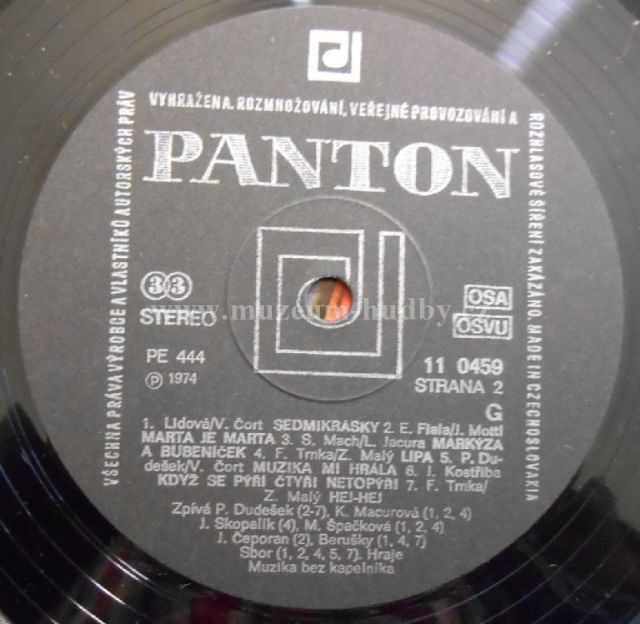 VYHRAŽENA. ROZMNOŽOVÁNÍ, VEŘEJNÉ PROVOZOVÁNÍ A
ROZHLASOVÉ ŠÍŘENÍ ZAKÁZÁNO. MADE IN CZECHOSLOVAKIA
VŠECHNA PRÁVA VÝROBCE A VLASTNÍKŮ AUTORSKÝCH PRÁV
PANTON
33
STEREO
OSA
OSVU
www.muzeum-hudby.cz
PE 444
℗ 1974
11 0459
STRANA 2
G
1. Lidová/V. Čort SEDMIKRÁSKY 2. E. Fiala/J. Mottl
MARTA JE MARTA 3. S. Mach/L. Jacura MARKÝZA
A BUBENÍČEK 4. F. Trnka/Z. Malý LÍPA 5. P. Du-
dešek/V. Čort MUZIKA MI HRÁLA 6. J. Kostřiba
KDYŽ SE PÝŘÍ ČTYŘI NETOPÝŘI 7. F. Trnka/
Z. Malý HEJ-HEJ
Zpívá P. Dudešek (2-7), K. Macurová (1, 2, 4)
J. Skopalík (4), M. Špačková (1, 2, 4)
J. Čeporan (2), Berušky (1, 4, 7)
Sbor (1, 2, 4, 5, 7). Hraje
Muzika bez kapelníka